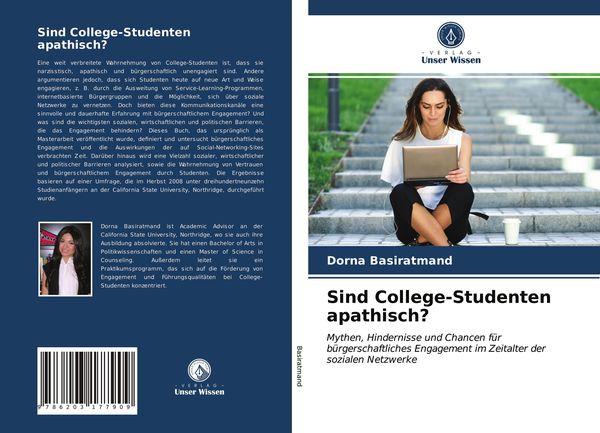 Sind College-Studenten
apathisch?
Eine weit verbreitete Wahrnehmung von College-Studenten ist, dass sie
narzisstisch, apathisch und bürgerschaftlich unengagiert sind. Andere
argumentieren jedoch, dass sich Studenten heute auf neue Art und Weise
engagieren, z. B. durch die Ausweitung von Service-Learning-Programmen,
internetbasierte Bürgergruppen und die Möglichkeit, sich über soziale
Netzwerke zu vernetzen. Doch bieten diese Kommunikationskanäle eine
sinnvolle und dauerhafte Erfahrung mit bürgerschaftlichem Engagement? Und
was sind die wichtigsten sozialen, wirtschaftlichen und politischen Barrieren,
die das Engagement behindern? Dieses Buch, das ursprünglich als
Masterarbeit veröffentlicht wurde, definiert und untersucht bürgerschaftliches
Engagement und die Auswirkungen der auf Social-Networking-Sites
verbrachten Zeit. Darüber hinaus wird eine Vielzahl sozialer, wirtschaftlicher
und politischer Barrieren analysiert, sowie die Wahrnehmung von Vertrauen
und bürgerschaftlichem Engagement durch Studenten. Die Ergebnisse
basieren auf einer Umfrage, die im Herbst 2008 unter dreihundertneunzehn
Studienanfängern an der California State University, Northridge, durchgeführt
wurde.
Dorna Basiratmand ist Academic Advisor an der
California State University, Northridge, wo sie auch ihre
Ausbildung absolvierte. Sie hat einen Bachelor of Arts in
Politikwissenschaften und einen Master of Science in
Counseling. Außerdem leitet sie ein
Praktikumsprogramm, das sich auf die Förderung von
Engagement und Führungsqualitäten bei College-
Studenten konzentriert.
9 786203 177909
VERLAG
Unser Wissen
Basiratmand
VERLAG
Unser Wissen
Dorna Basiratmand
Sind College-Studenten
apathisch?
Mythen, Hindernisse und Chancen für
bürgerschaftliches Engagement im Zeitalter der
sozialen Netzwerke